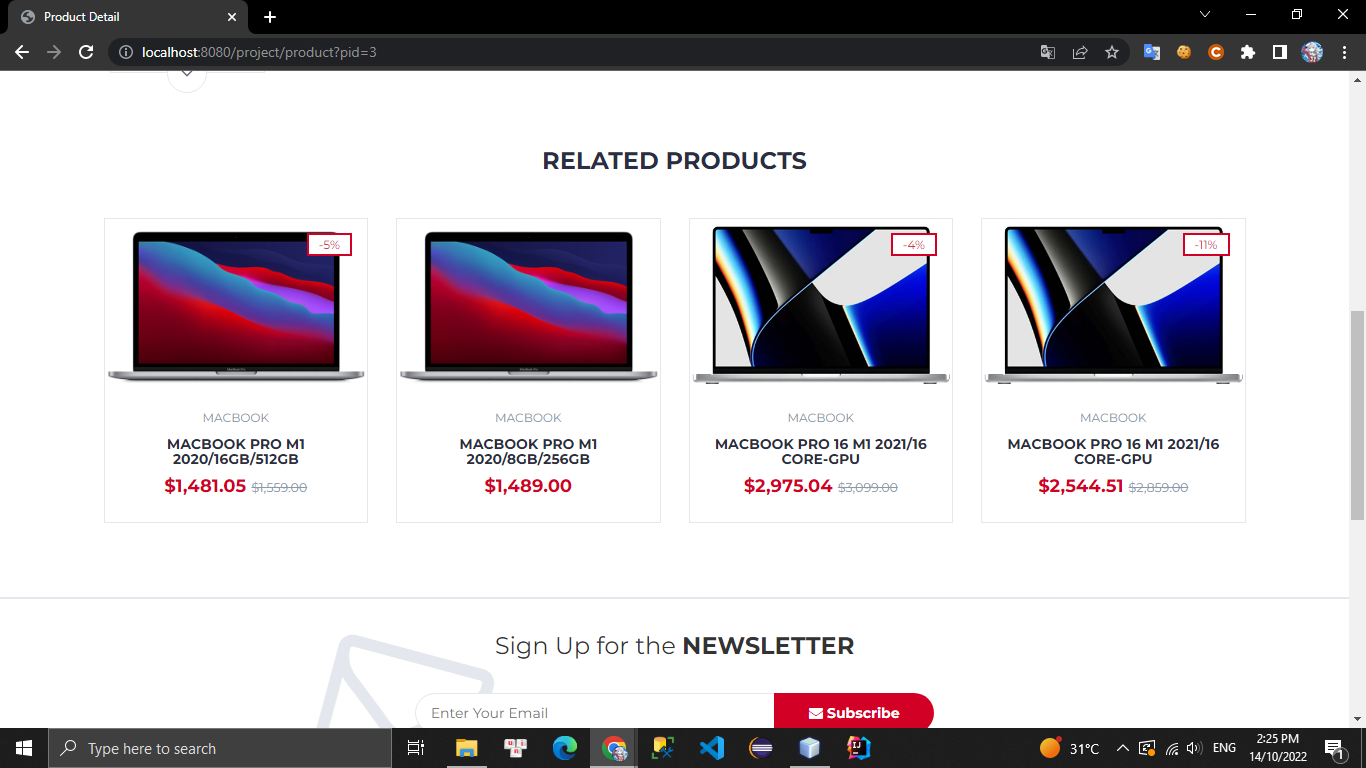 Product Detail
localhost:8080/project/product?pid=3
RELATED PRODUCTS
-5%
MACBOOK
MACBOOK PRO M1
2020/16GB/512GB
$1,481.05 $1,559.00
MACBOOK
MACBOOK PRO M1
2020/8GB/256GB
$1,489.00
-4%
MACBOOK
MACBOOK PRO 16 M1 2021/16
CORE-GPU
$2,975.04 $3,099.00
-11%
MACBOOK
MACBOOK PRO 16 M1 2021/16
CORE-GPU
$2,544.51 $2,859.00
Sign Up for the NEWSLETTER
Enter Your Email
Subscribe
Type here to search
31°C
ENG
2:25 PM
14/10/2022
1